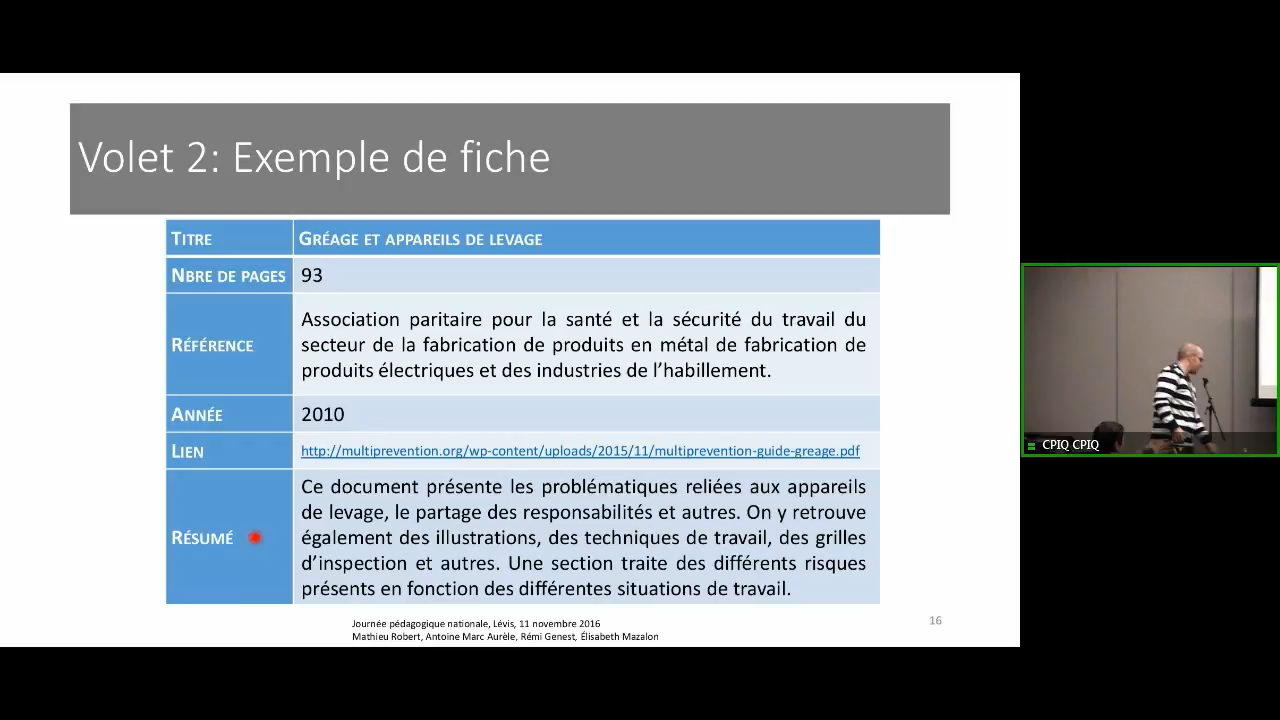 Volet 2: Exemple de fiche
TITRE GRÉAGE ET APPAREILS DE LEVAGE
NBRE DE PAGES 93
RÉFÉRENCE
Association paritaire pour la santé et la sécurité du travail du
secteur de la fabrication de produits en métal de fabrication de
produits électriques et des industries de l’habillement.
ANNÉE 2010
LIEN http://multiprevention.org/wp-content/uploads/2015/11/multiprevention-guide-greage.pdf
RÉSUMÉ
Ce document présente les problématiques reliées aux appareils
de levage, le partage des responsabilités et autres. On y retrouve
également des illustrations, des techniques de travail, des grilles
d’inspection et autres. Une section traite des différents risques
présents en fonction des différentes situations de travail.
Journée pédagogique nationale, Lévis, 11 novembre 2016
Mathieu Robert, Antoine Marc Aurèle, Rémi Genest, Élisabeth Mazalon
16
CPIQ CPIQ